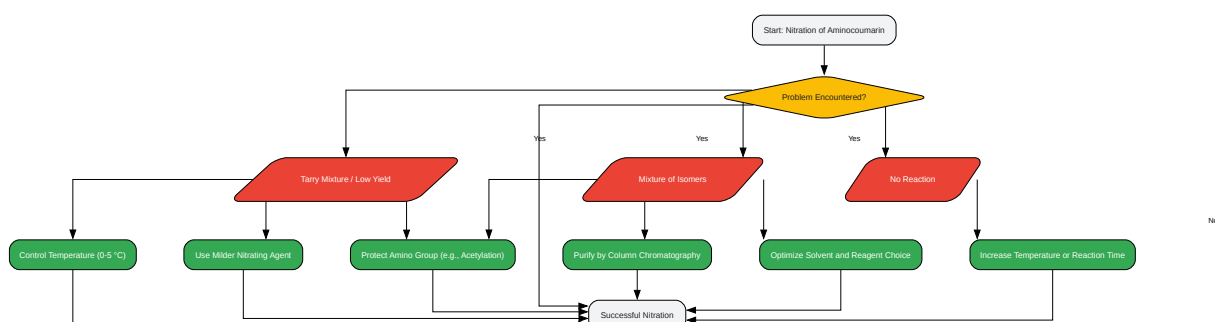 Start: Nitration of Aminocoumarin
Problem Encountered?
Yes
Yes
Yes
Tarry Mixture / Low Yield
Mixture of Isomers
No Reaction
Control Temperature (0-5 °C)
Use Milder Nitrating Agent
Protect Amino Group (e.g., Acetylation)
Purify by Column Chromatography
Optimize Solvent and Reagent Choice
Increase Temperature or Reaction Time
Successful Nitration